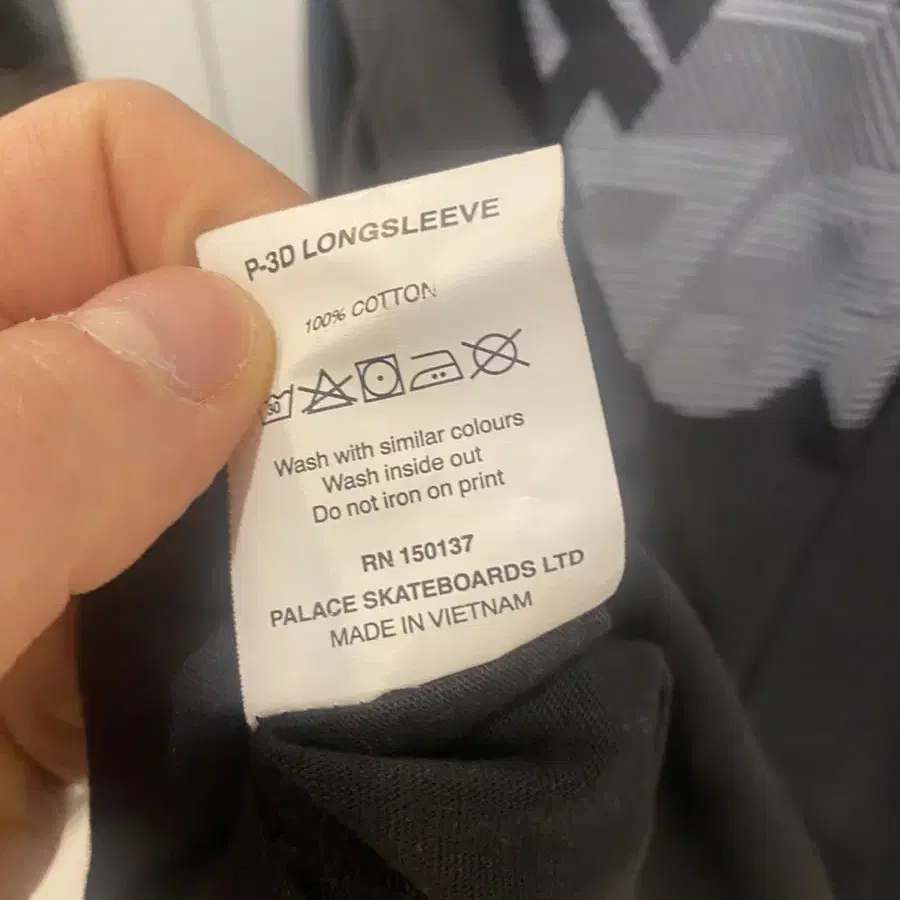 P-3D LONGSLEEVE
100% COTTON
30
Wash with similar colours
Wash inside out
Do not iron on print
RN 150137
PALACE SKATEBOARDS LTD
MADE IN VIETNAM